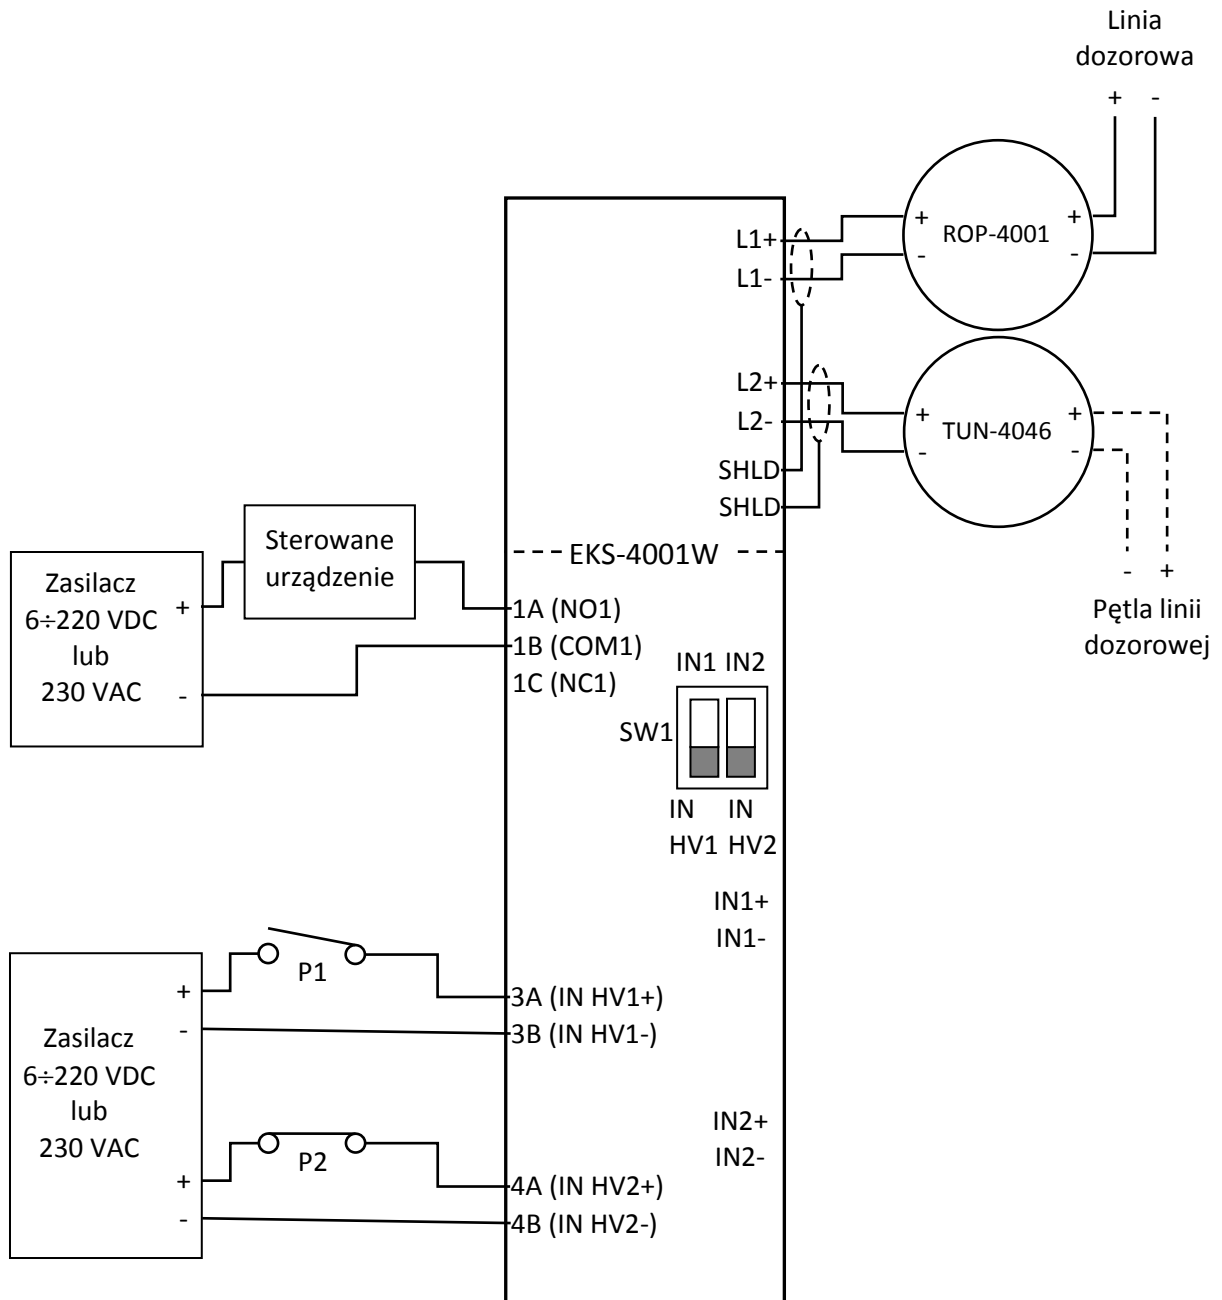 Linia
dozorowa
+ -
L1+
L1-
+ ROP-4001 +
- -
L2+
L2-
+ TUN-4046 +
- -
SHLD
SHLD
- +
Pętla linii
dozorowej
EKS-4001W
Sterowane
urządzenie
Zasilacz
6÷220 VDC
lub
230 VAC
+
-
1A (NO1)
1B (COM1)
1C (NC1)
IN1 IN2
SW1
IN IN
HV1 HV2
IN1+
IN1-
P1
3A (IN HV1+)
3B (IN HV1-)
+
-
Zasilacz
6÷220 VDC
lub
230 VAC
+
-
IN2+
IN2-
P2
4A (IN HV2+)
4B (IN HV2-)